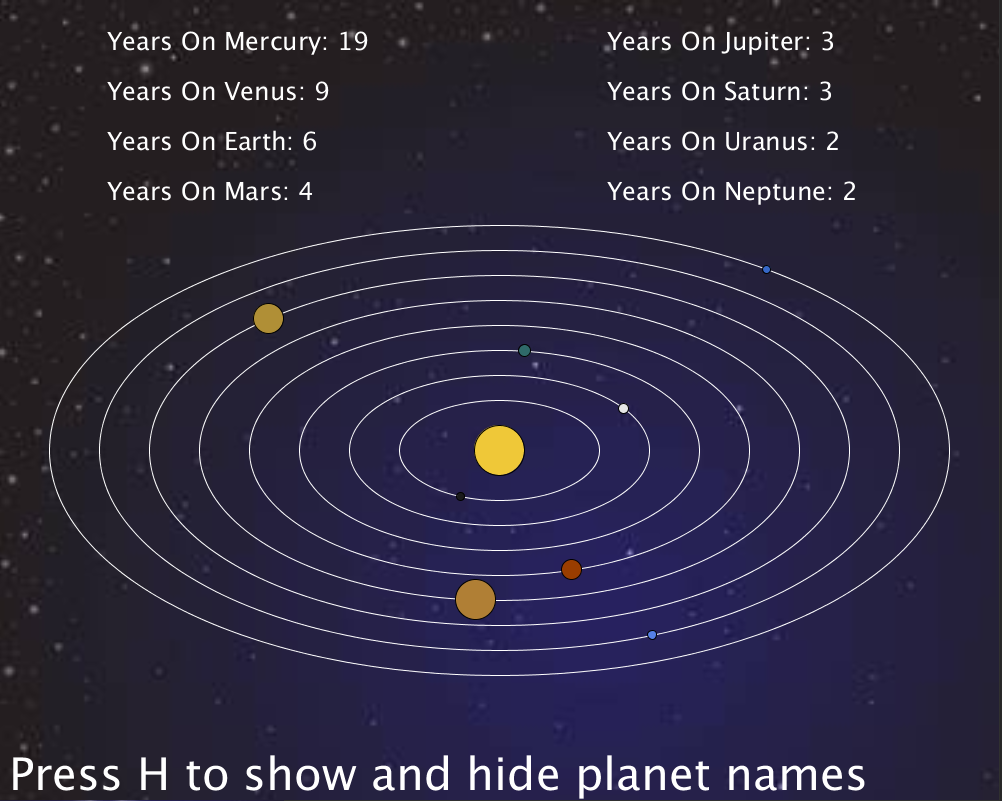 Years On Mercury: 19
Years On Venus: 9
Years On Earth: 6
Years On Mars: 4
Years On Jupiter: 3
Years On Saturn: 3
Years On Uranus: 2
Years On Neptune: 2
Press H to show and hide planet names